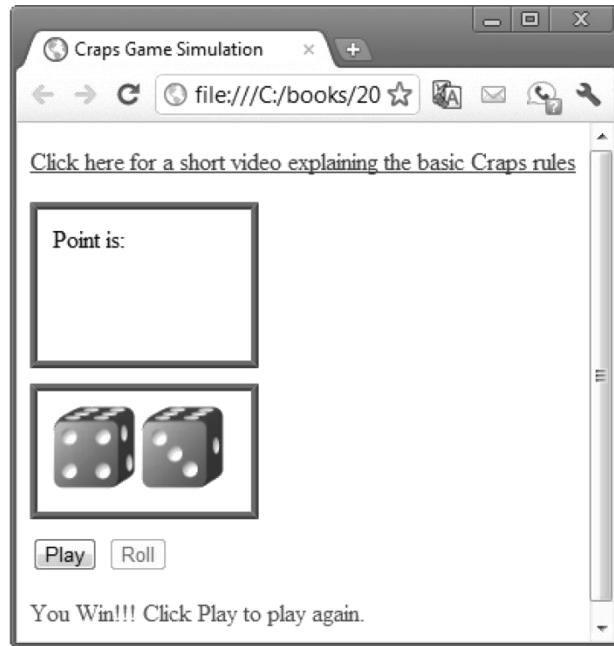 Craps Game Simulation
file:///C:/books/20
Click here for a short video explaining the basic Craps rules
Point is:
Play Roll
You Win!!! Click Play to play again.